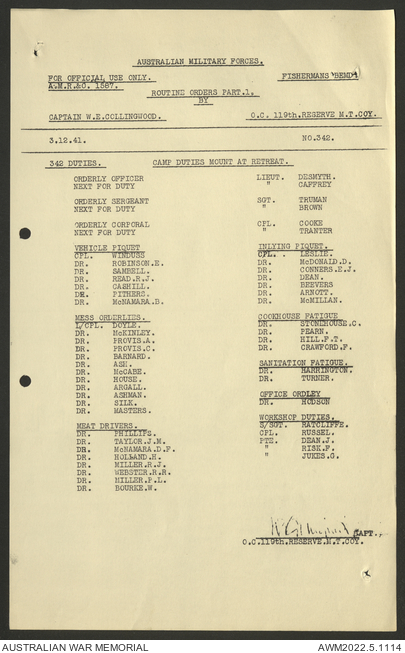 AUSTRALIAN MILITARY FORCES.
FOR OFFICIAL USE ONLY. FISHERMANS BEND
A.M.R.&O. 1587.
ROUTINE ORDERS PART.1.
BY
CAPTAIN W.E.COLLINGWOOD. O.C. 119th.RESERVE M.T.COY.
3.12.41. NO.342.
342 DUTIES. CAMP DUTIES MOUNT AT RETREAT.
ORDERLY OFFICER LIEUT. DESMYTH.
NEXT FOR DUTY " CAFFREY
ORDERLY SERGEANT SGT. TRUMAN
NEXT FOR DUTY " BROWN
ORDERLY CORPORAL CPL. COOKE
NEXT FOR DUTY " TRANTER
VEHICLE PIQUET
CPL. WINDUSS
DR. ROBINSON.E.
DR. SAMBELL.
DR. READ.R.J.
DR. CASHILL.
DR. PITHERS.
DR. McNAMARA.B.
MESS ORDERLIES.
L/CPL. DOYLE.
DR. McKINLEY.
DR. PROVIS.A.
DR. PROVIS.C.
DR. BARNARD.
DR. ASH.
DR. McCABE.
DR. HOUSE.
DR. ARGALL.
DR. ASHMAN.
DR. SILK.
DR. MASTERS.
MEAT DRIVERS.
DR. PHILLIPS.
DR. TAYLOR.J.M.
DR. McNAMARA.D.F.
DR. HOLLAND.H.
DR. MILLER.R.J.
DR. WEBSTER.R.R.
DR. MILLER.P.L.
DR. BOURKE.W.
INLYING PIQUET.
CPL. . LESLIE.
DR. McDONALD.D.
DR. CONNERS.E.J.
DR. DEAN.
DR. BEEVERS
DR. ARNOTT.
DR. McMILLAN.
COOKHOUSE FATIGUE
DR. STONEHOUSE.C.
DR. PEARN.
DR. HILL.F.T.
DR. CRAWFORD.F.
SANITATION FATIGUE.
DR. HARRINGTON.
DR. TURNER.
OFFICE ORDLEY
DR. HODSON
WORKSHOP DUTIES.
S/SGT. RATCLIFFE.
CPL. RUSSEL.
PTE. DEAN.J.
" RISK.F.
" JUKES.G.
CAPT.,
O.C.119th.RESERVE.M.T.COY.
AUSTRALIAN WAR MEMORIAL AWM2022.5.1114